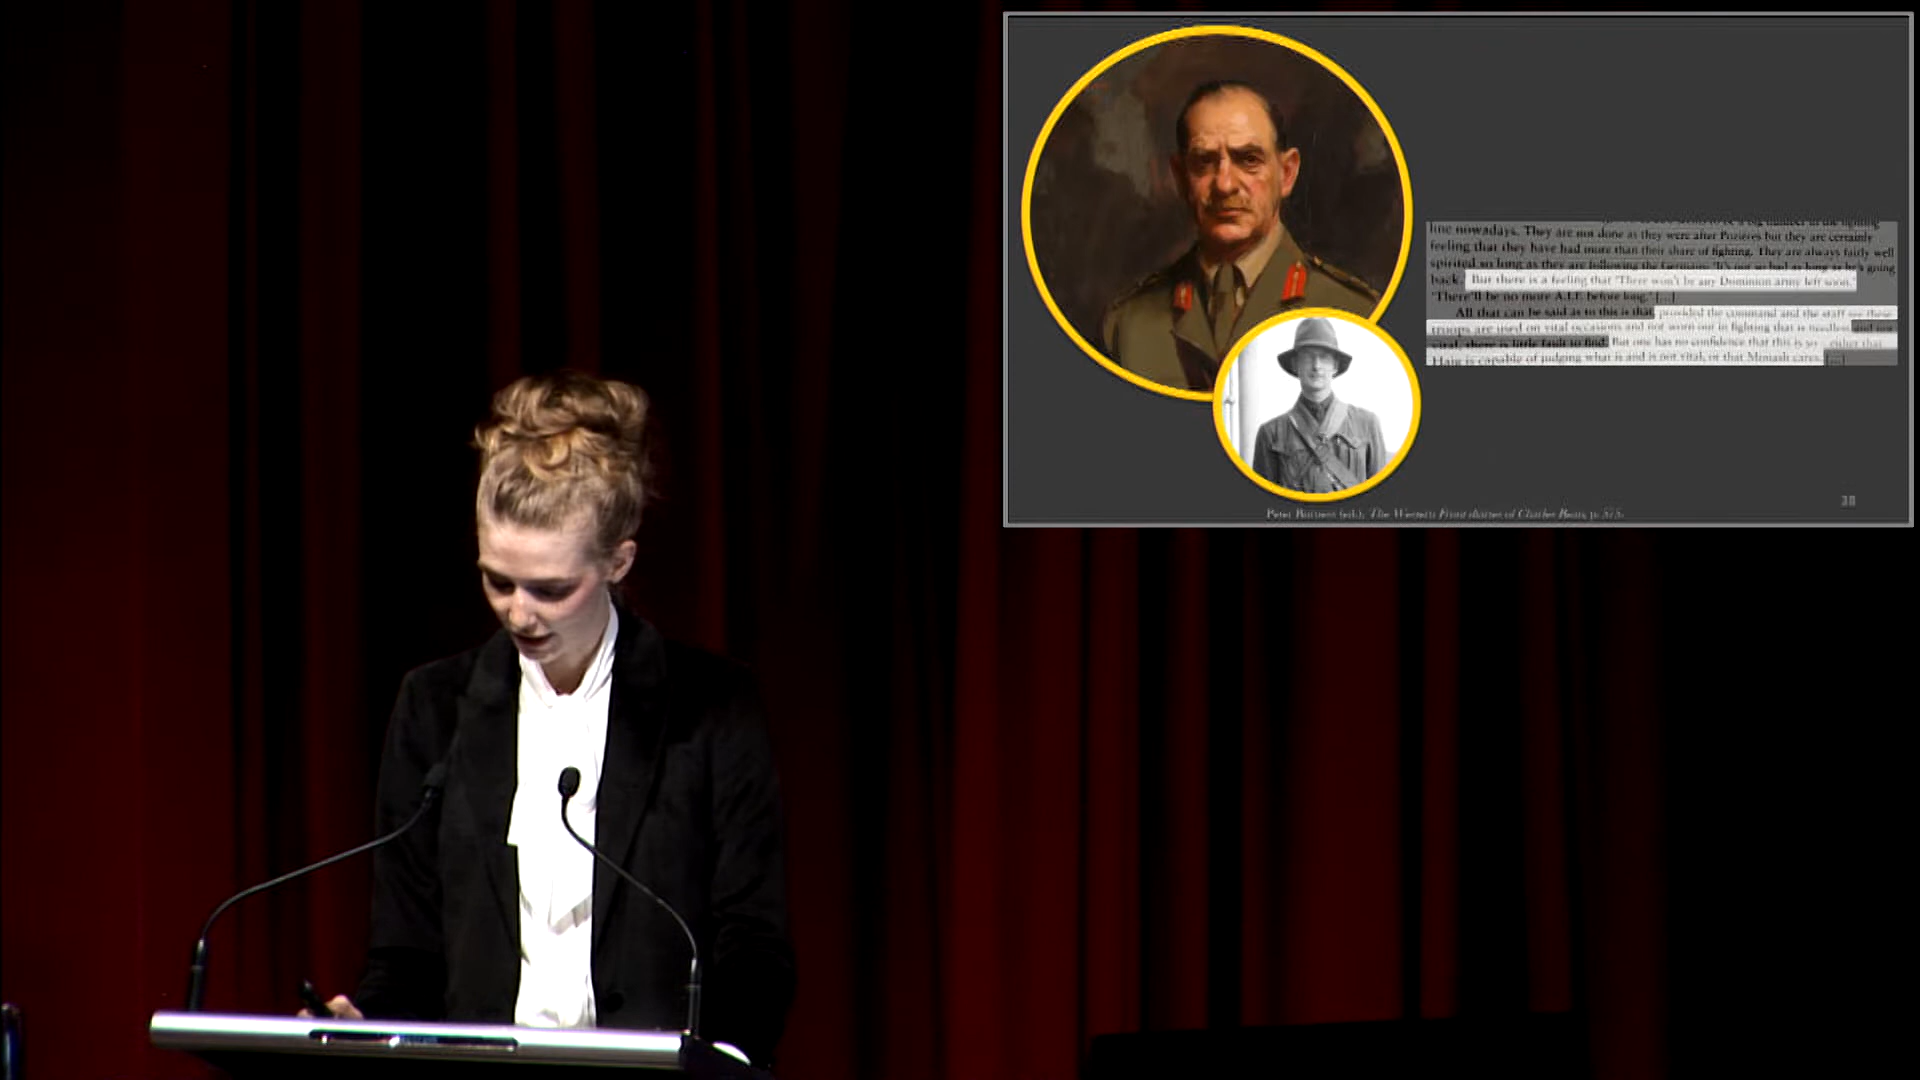 line nowadays. They are not done as they were after Pozieres but they are certainly
feeling that they have had more than their share of fighting. They are always fairly well
spirited so long as they are following the Germans: 'It's not so bad as long as he's going
back.' But there is a feeling that 'There won't be any Dominion army left soon.'
'There'll be no more A.I.F. before long.' [...]
All that can be said as to this is that provided the command and the staff see these
troops are used on vital occasions and not worn out in fighting that is needless and not
vital, there is little fault to find. But one has no confidence that this is so – either that
Haig is capable of judging what is and is not vital, or that Monash cares. [...]
38
Peter Burness (ed.), The Western Front diaries of Charles Bean, p. 575.